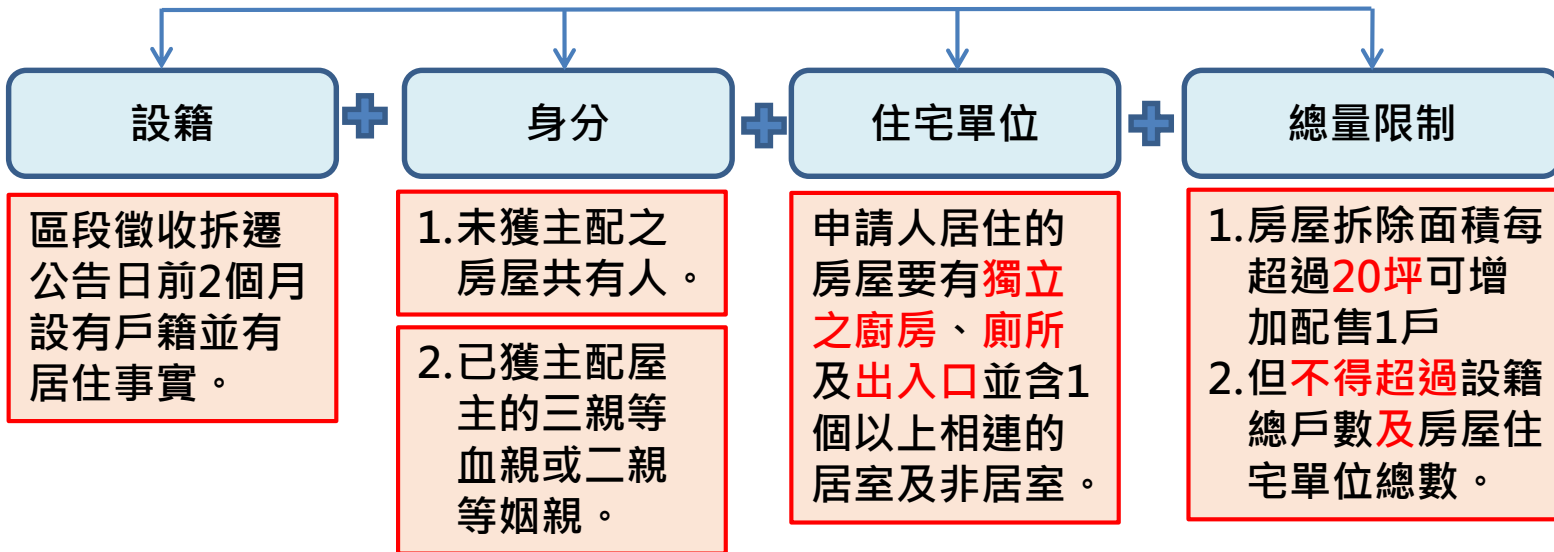 設籍
身分
住宅單位
總量限制
區段徵收拆遷
公告日前2個月
設有戶籍並有
居住事實。
1.未獲主配之
房屋共有人。
2.已獲主配屋
主的三親等
血親或二親
等姻親。
申請人居住的
房屋要有獨立
之廚房、廁所
及出入口並含1
個以上相連的
居室及非居室。
1.房屋拆除面積每
超過20坪可增
加配售1戶
2.但不得超過設籍
總戶數及房屋住
宅單位總數。